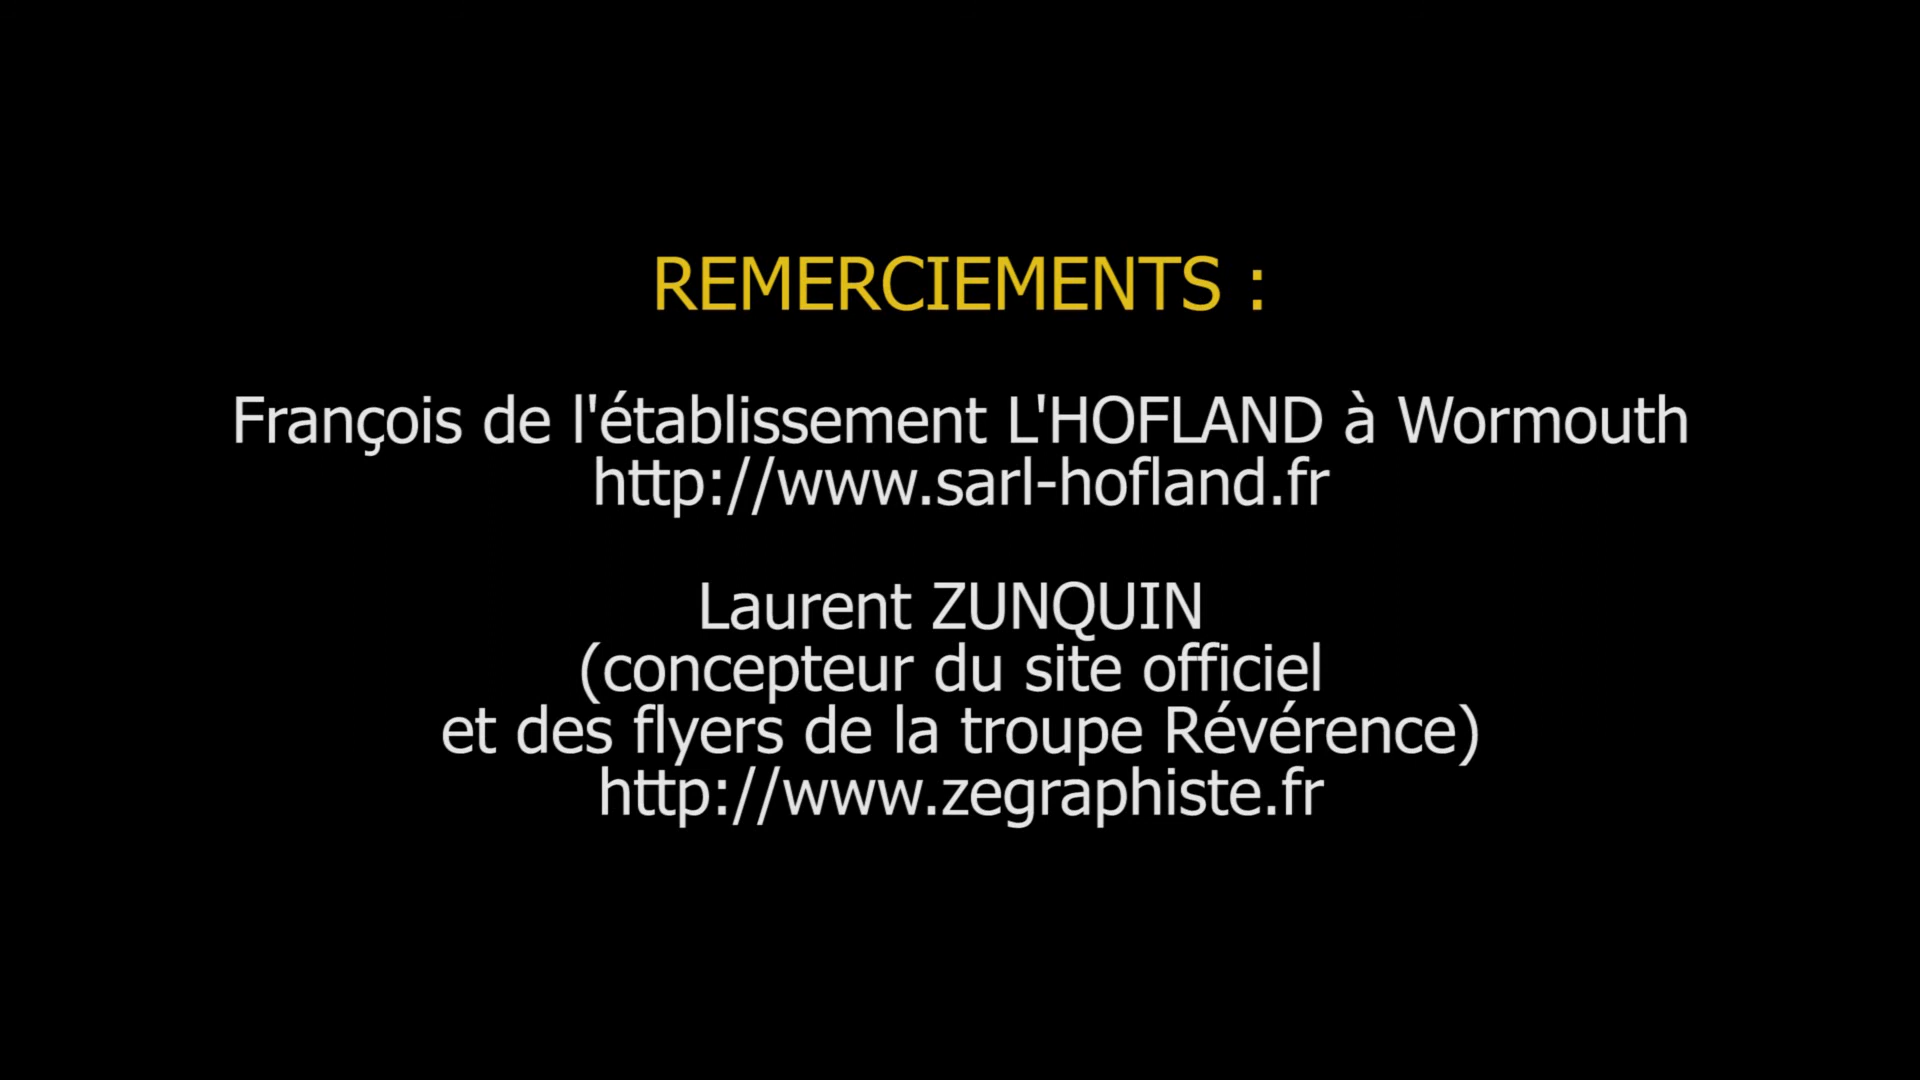 REMERCIEMENTS :
François de l'établissement L'HOFLAND à Wormouth
http://www.sarl-hofland.fr
Laurent ZUNQUIN
(concepteur du site officiel
et des flyers de la troupe Révérence)
http://www.zegraphiste.fr